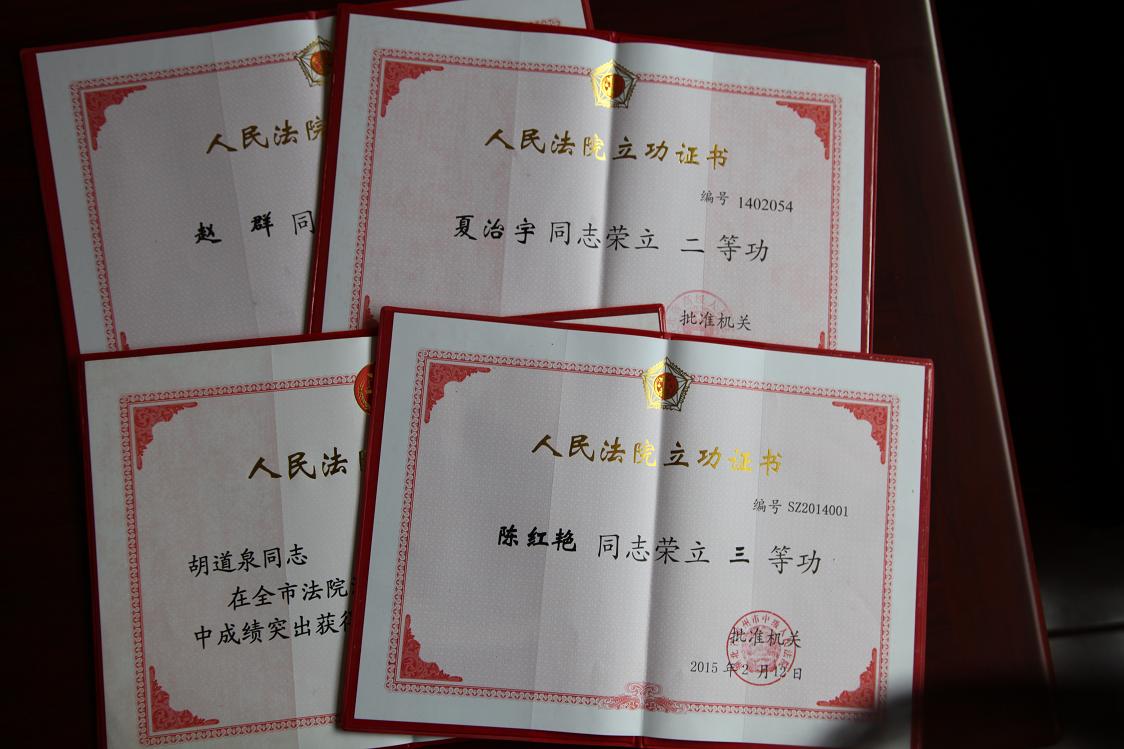 人民法院
赵 群 同
人民法院立功证书
编号 1402054
夏治宇 同志荣立 二 等功
批准机关
人民法
胡道泉同志
在全市法院
中成绩突出获得
人民法院立功证书
编号 SZ2014001
陈红艳 同志荣立 三 等功
批准机关
2015 年 2 月 12 日